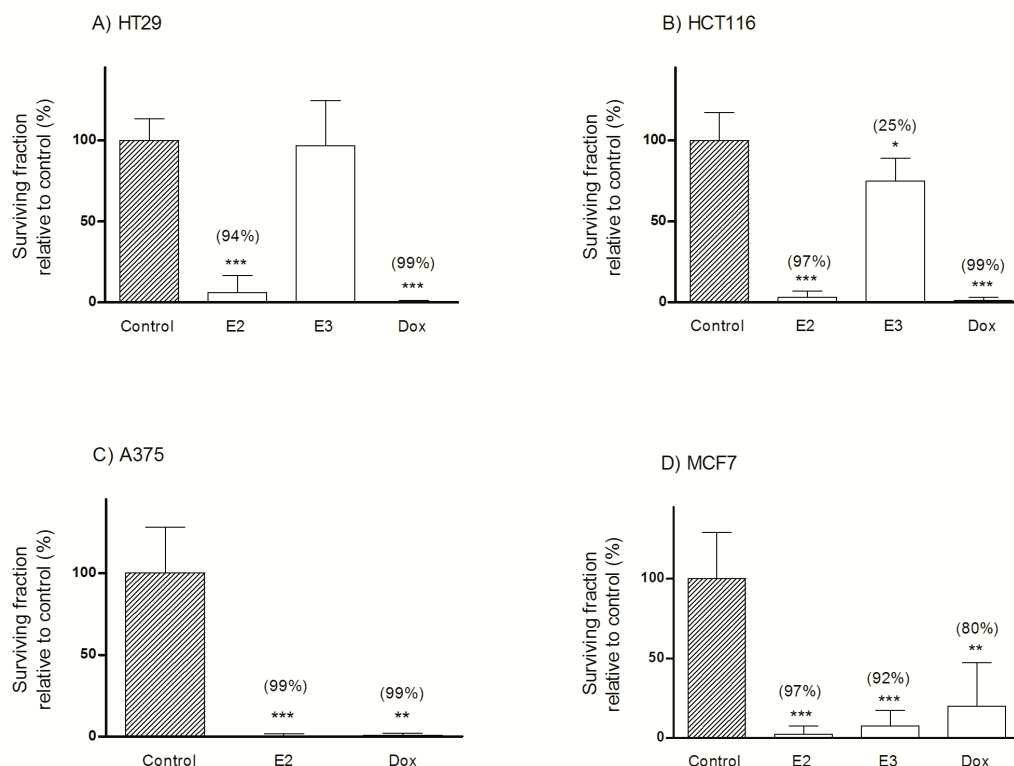 A) HT29
Surviving fraction
relative to control (%)
100
50
0
(94%)
***
(99%)
***
Control E2 E3 Dox
B) HCT116
Surviving fraction
relative to control (%)
100
50
0
(25%)
*
(97%)
***
(99%)
***
Control E2 E3 Dox
C) A375
Surviving fraction
relative to control (%)
100
50
0
(99%)
***
(99%)
**
Control E2 Dox
D) MCF7
Surviving fraction
relative to control (%)
100
50
0
(97%)
***
(92%)
***
(80%)
**
Control E2 E3 Dox